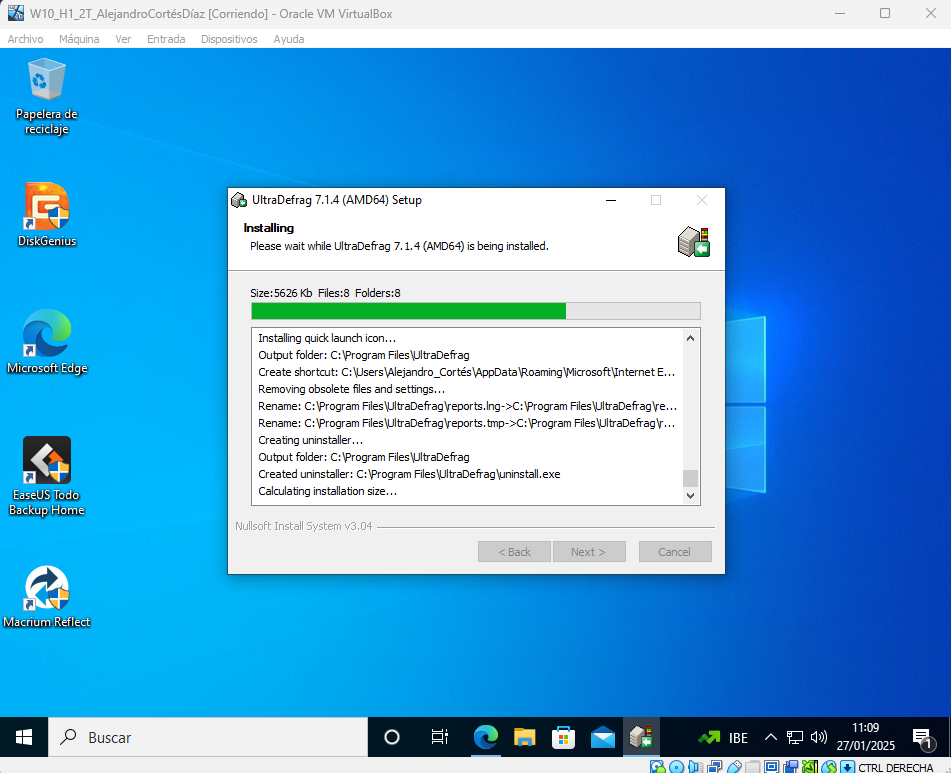 W10_H1_2T_AlejandroCortésDíaz [Corriendo] - Oracle VM VirtualBox
Archivo Máquina Ver Entrada Dispositivos Ayuda
Papelera de
reciclaje
DiskGenius
Microsoft Edge
EaseUS Todo
Backup Home
Macrium Reflect
UltraDefrag 7.1.4 (AMD64) Setup
Installing
Please wait while UltraDefrag 7.1.4 (AMD64) is being installed.
Size:5626 Kb Files:8 Folders:8
Installing quick launch icon...
Output folder: C:\Program Files\UltraDefrag
Create shortcut: C:\Users\Alejandro_Cortés\AppData\Roaming\Microsoft\Internet E...
Removing obsolete files and settings...
Rename: C:\Program Files\UltraDefrag\reports.lng->C:\Program Files\UltraDefrag\re...
Rename: C:\Program Files\UltraDefrag\reports.tmp->C:\Program Files\UltraDefrag\r...
Creating uninstaller...
Output folder: C:\Program Files\UltraDefrag
Created uninstaller: C:\Program Files\UltraDefrag\uninstall.exe
Calculating installation size...
Nullsoft Install System v3.04
< Back Next > Cancel
Buscar
IBE
11:09
27/01/2025
1
CTRL DERECHA